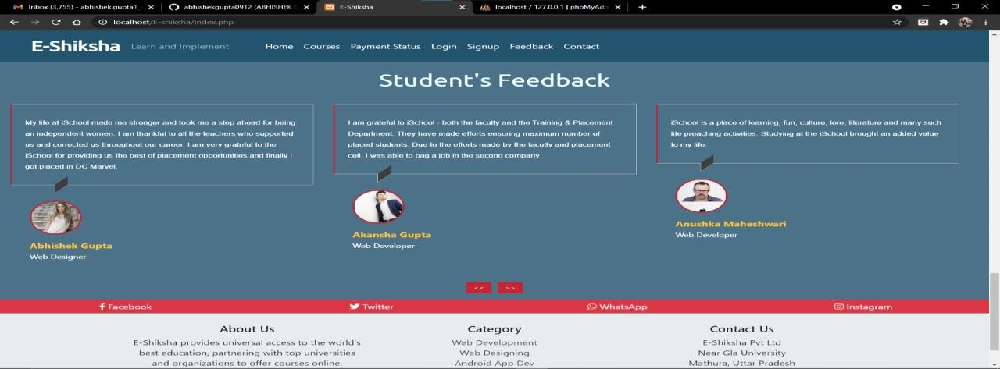 Inbox (3,755) - abhishek.gupta1_
abhishekgupta0912 (ABHISHEK G
E-Shiksha
localhost / 127.0.0.1 | phpMyAdm
localhost/E-shiksha/index.php
E-Shiksha Learn and Implement Home Courses Payment Status Login Signup Feedback Contact
Student's Feedback
My life at iSchool made me stronger and took me a step ahead for being
an independent women. I am thankful to all the teachers who supported
us and corrected us throughout our career. I am very grateful to the
iSchool for providing us the best of placement opportunities and finally I
got placed in DC Marvel.
Abhishek Gupta
Web Designer
I am grateful to iSchool - both the faculty and the Training & Placement
Department. They have made efforts ensuring maximum number of
placed students. Due to the efforts made by the faculty and placement
cell. I was able to bag a job in the second company.
Akansha Gupta
Web Developer
iSchool is a place of learning, fun, culture, lore, literature and many such
life preaching activities. Studying at the iSchool brought an added value
to my life.
Anushka Maheshwari
Web Developer
<< >>
Facebook Twitter WhatsApp Instagram
About Us
E-Shiksha provides universal access to the world's
best education, partnering with top universities
and organizations to offer courses online.
Category
Web Development
Web Designing
Android App Dev
Contact Us
E-Shiksha Pvt Ltd
Near Gla University
Mathura, Uttar Pradesh